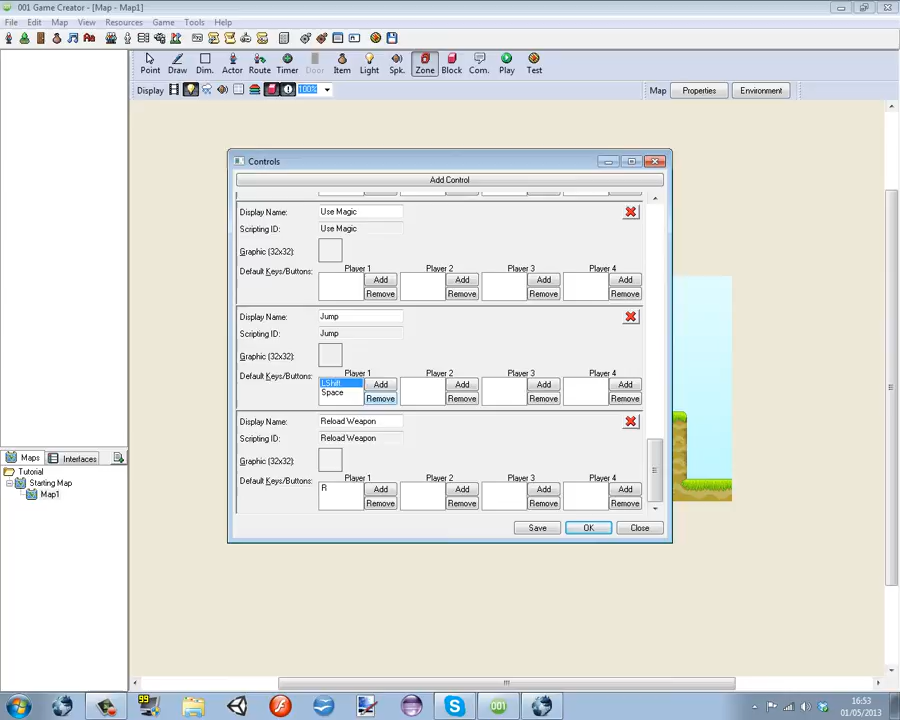 001 Game Creator - [Map - Map1]
File Edit Map View Resources Game Tools Help
Point Draw Dim. Actor Route Timer Door Item Light Spk. Zone Block Com. Play Test
Display 100% Map Properties Environment
Controls
Add Control
Display Name: Use Magic
Scripting ID: Use Magic
Graphic (32x32):
Default Keys/Buttons: Player 1 Player 2 Player 3 Player 4
Add Add Add Add
Remove Remove Remove Remove
Display Name: Jump
Scripting ID: Jump
Graphic (32x32):
Default Keys/Buttons: Player 1 Player 2 Player 3 Player 4
LShift Add Add Add Add
Space Remove Remove Remove Remove
Display Name: Reload Weapon
Scripting ID: Reload Weapon
Graphic (32x32):
Default Keys/Buttons: Player 1 Player 2 Player 3 Player 4
R Add Add Add Add
Remove Remove Remove Remove
Save OK Close
Maps Interfaces
Tutorial
Starting Map
Map1
99
001
16:53
01/05/2013